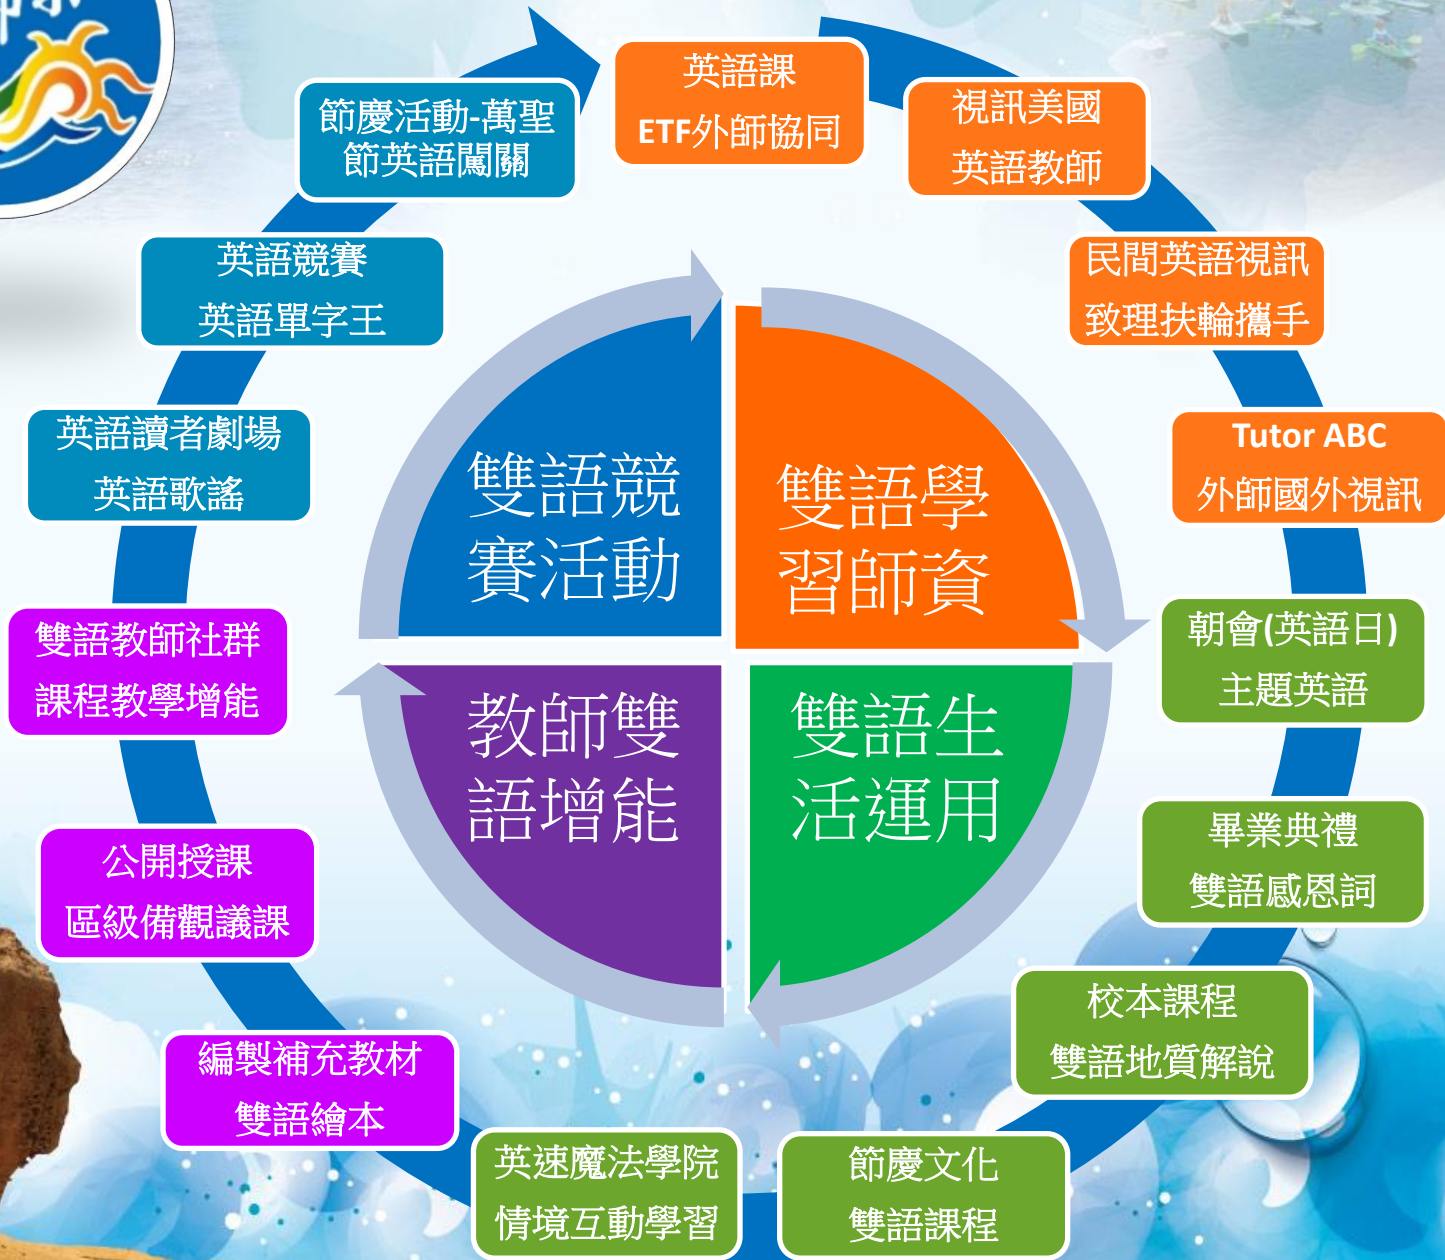 英語課
ETF外師協同
視訊美國
英語教師
民間英語視訊
致理扶輪攜手
Tutor ABC
外師國外視訊
朝會(英語日)
主題英語
畢業典禮
雙語感恩詞
校本課程
雙語地質解說
節慶文化
雙語課程
英速魔法學院
情境互動學習
編製補充教材
雙語繪本
公開授課
區級備觀議課
雙語教師社群
課程教學增能
英語讀者劇場
英語歌謠
英語競賽
英語單字王
節慶活動-萬聖
節英語闖關
雙語競
賽活動
雙語學
習師資
教師雙
語增能
雙語生
活運用